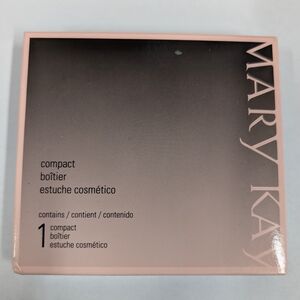 MARY KAY
compact
boîtier
estuche cosmético
contains / contient / contenido
1 compact
boîtier
estuche cosmético